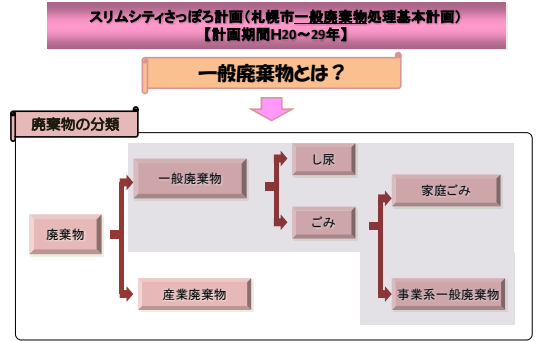 スリムシティさっぽろ計画(札幌市一般廃棄物処理基本計画)
【計画期間H20～29年】
一般廃棄物とは？
廃棄物の分類
し尿
一般廃棄物
家庭ごみ
ごみ
廃棄物
産業廃棄物
事業系一般廃棄物